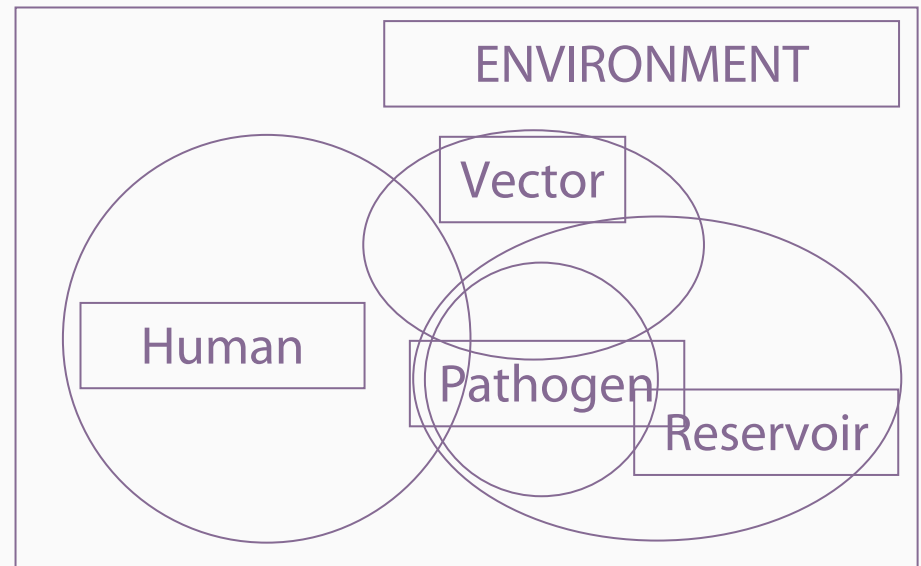 ENVIRONMENT
Vector
Human
Pathogen
Reservoir